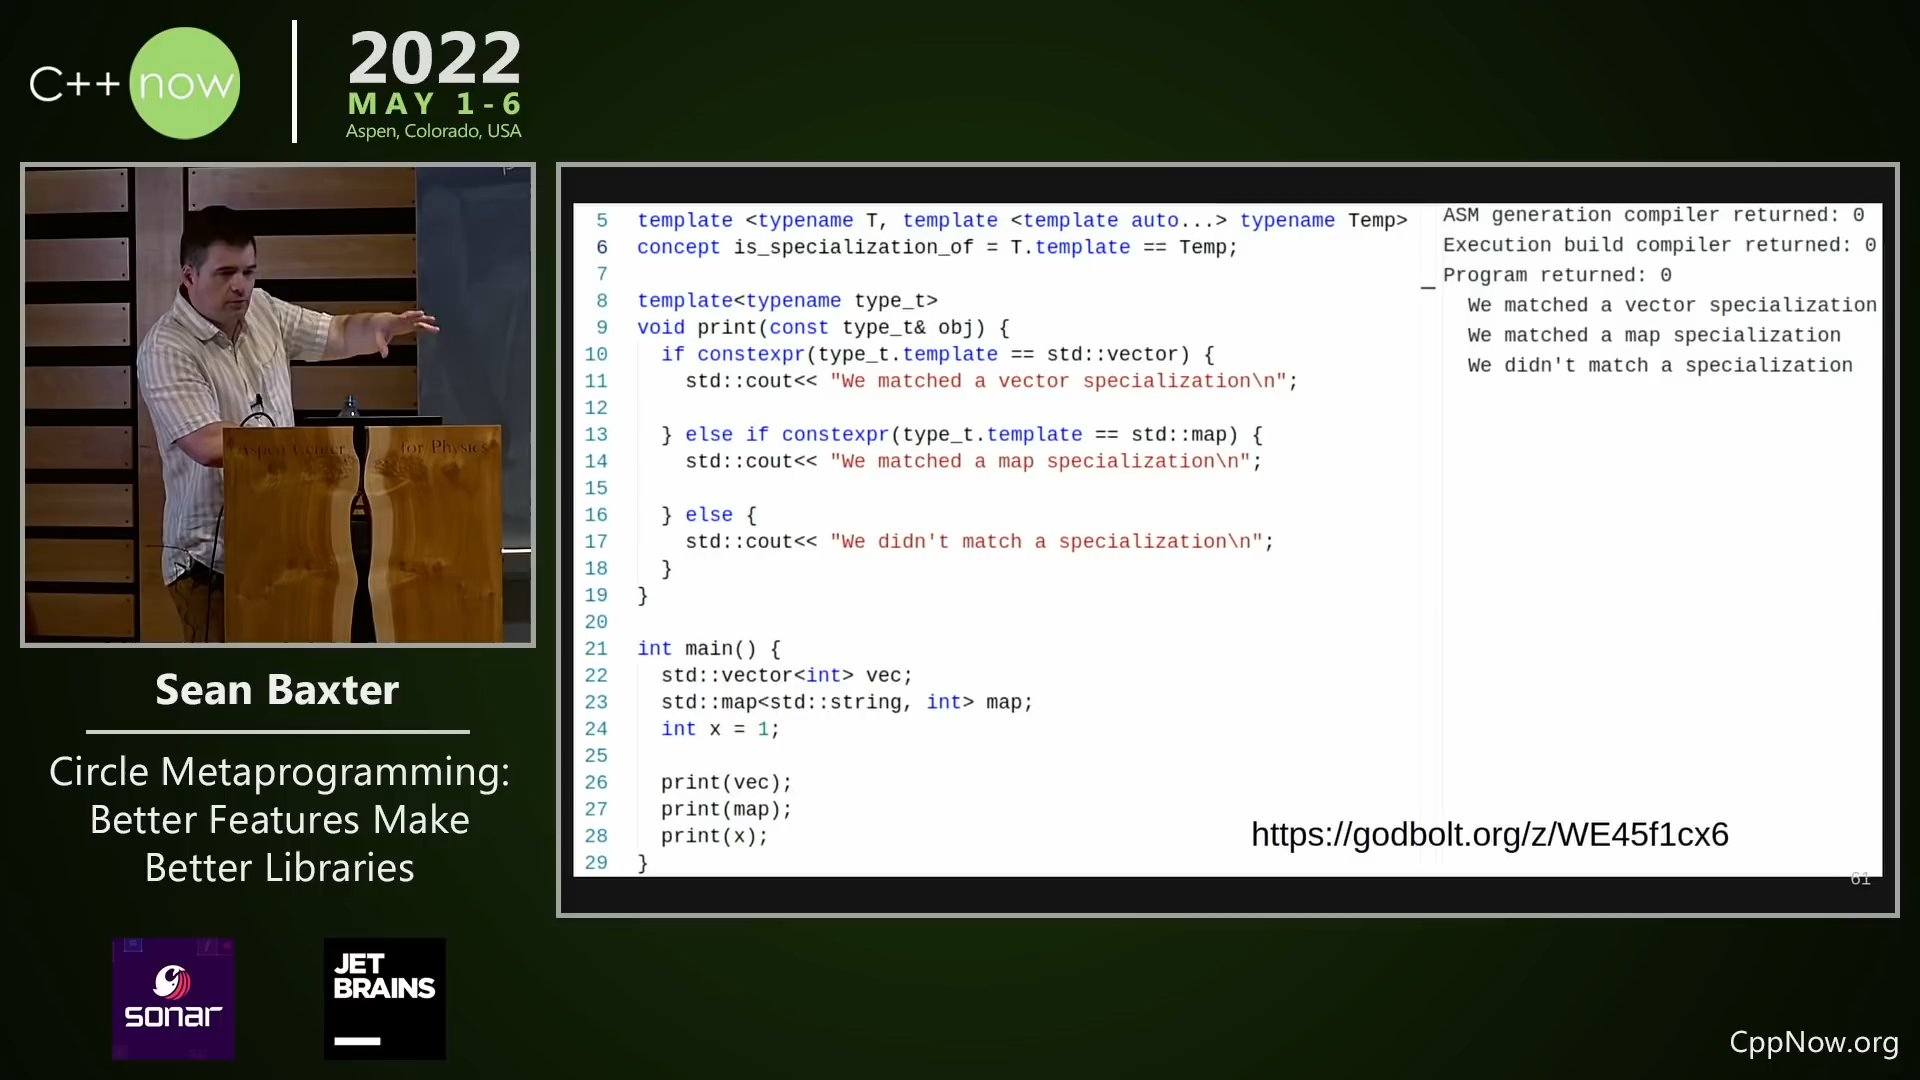 C++ now
2022
MAY 1-6
Aspen, Colorado, USA
Aspen Center for Physics
Sean Baxter
Circle Metaprogramming:
Better Features Make
Better Libraries
sonar
JET
BRAINS
5 template <typename T, template <template auto...> typename Temp>
6 concept is_specialization_of = T.template == Temp;
7
8 template<typename type_t>
9 void print(const type_t& obj) {
10 if constexpr(type_t.template == std::vector) {
11 std::cout<< "We matched a vector specialization\n";
12
13 } else if constexpr(type_t.template == std::map) {
14 std::cout<< "We matched a map specialization\n";
15
16 } else {
17 std::cout<< "We didn't match a specialization\n";
18 }
19 }
20
21 int main() {
22 std::vector<int> vec;
23 std::map<std::string, int> map;
24 int x = 1;
25
26 print(vec);
27 print(map);
28 print(x);
29 }
ASM generation compiler returned: 0
Execution build compiler returned: 0
Program returned: 0
We matched a vector specialization
We matched a map specialization
We didn't match a specialization
https://godbolt.org/z/WE45f1cx6
61
CppNow.org